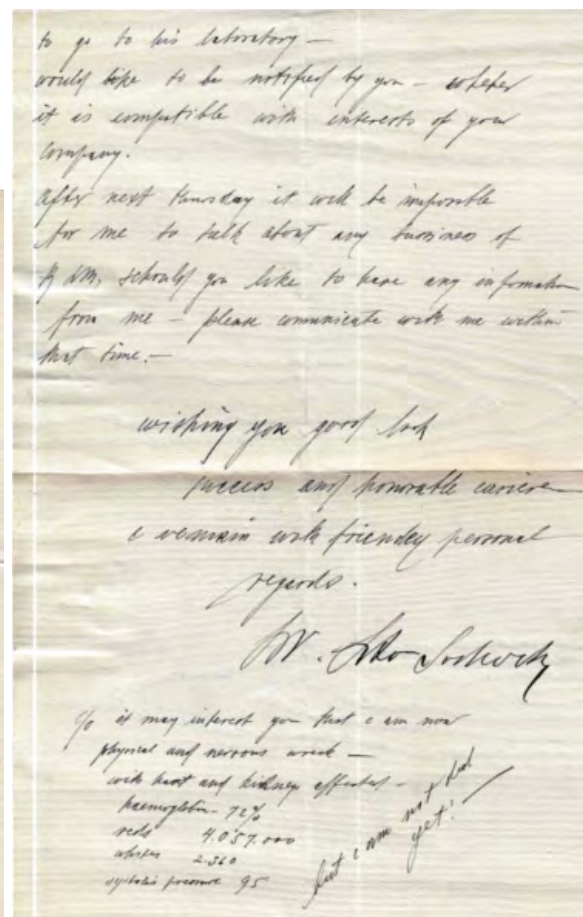 to go to his laboratory —
would like to be notified by you — whether
it is compatible with interests of your
company.
After next thursday it will be impossible
for me to talk about any business of
should you like to have any information
from me — please communicate with me within
that time. —
wishing you good luck
success and honorable cariere
I remain with friendly personal
regards.
Dr.
% it may interest you that I am now
physical and nervous wreck —
with heart and kidney affected —
haemoglobin — 72%
reds 4.057.000
whites 2.360
systolic pressure 95
but I am not dead
yet! —